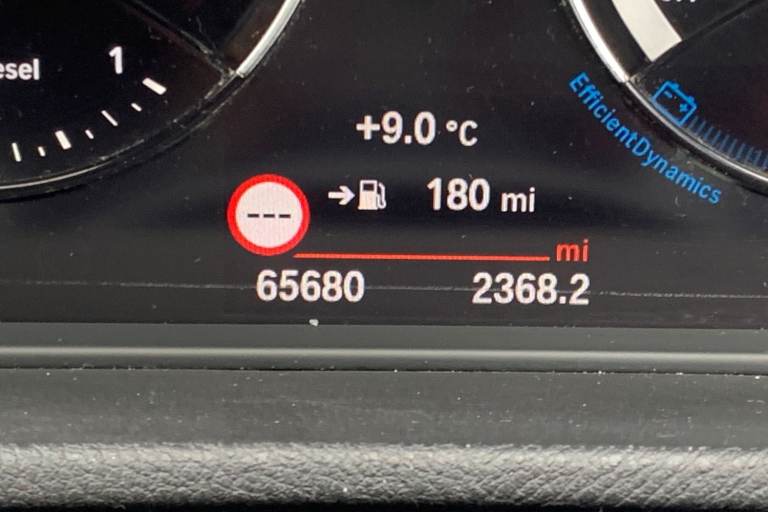 esel
1
+9.0 °C
EfficientDynamics
---
180 mi
mi
65680
2368.2